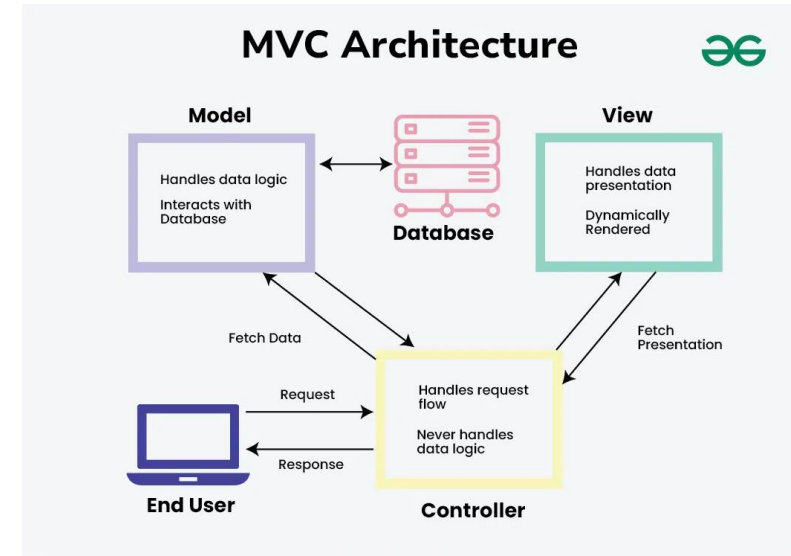 MVC Architecture
Model
View
Handles data logic
Interacts with
Database
Handles data
presentation
Dynamically
Rendered
Database
Fetch Data
Fetch
Presentation
Request
Response
Handles request
flow
Never handles
data logic
End User
Controller